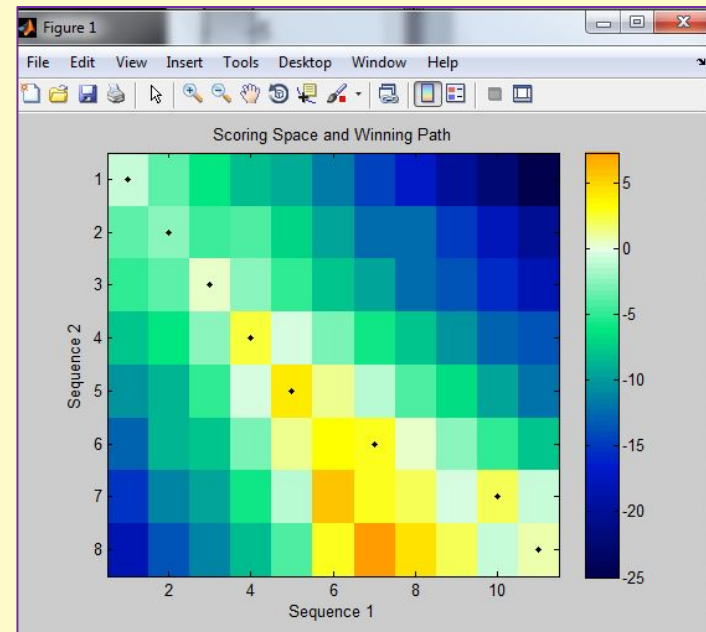 Figure 1
File Edit View Insert Tools Desktop Window Help
Scoring Space and Winning Path
1
2
3
4
5
6
7
8
Sequence 2
2 4 6 8 10
Sequence 1
5
0
-5
-10
-15
-20
-25